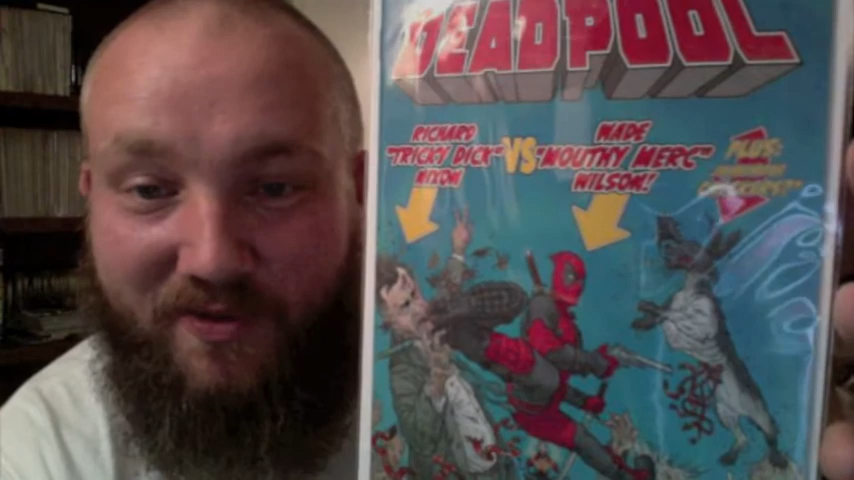 DEADPOOL
RICHARD
"TRICKY DICK"
NIXON
VS
WADE
"MOUTHY MERC"
WILSON!
PLUS: